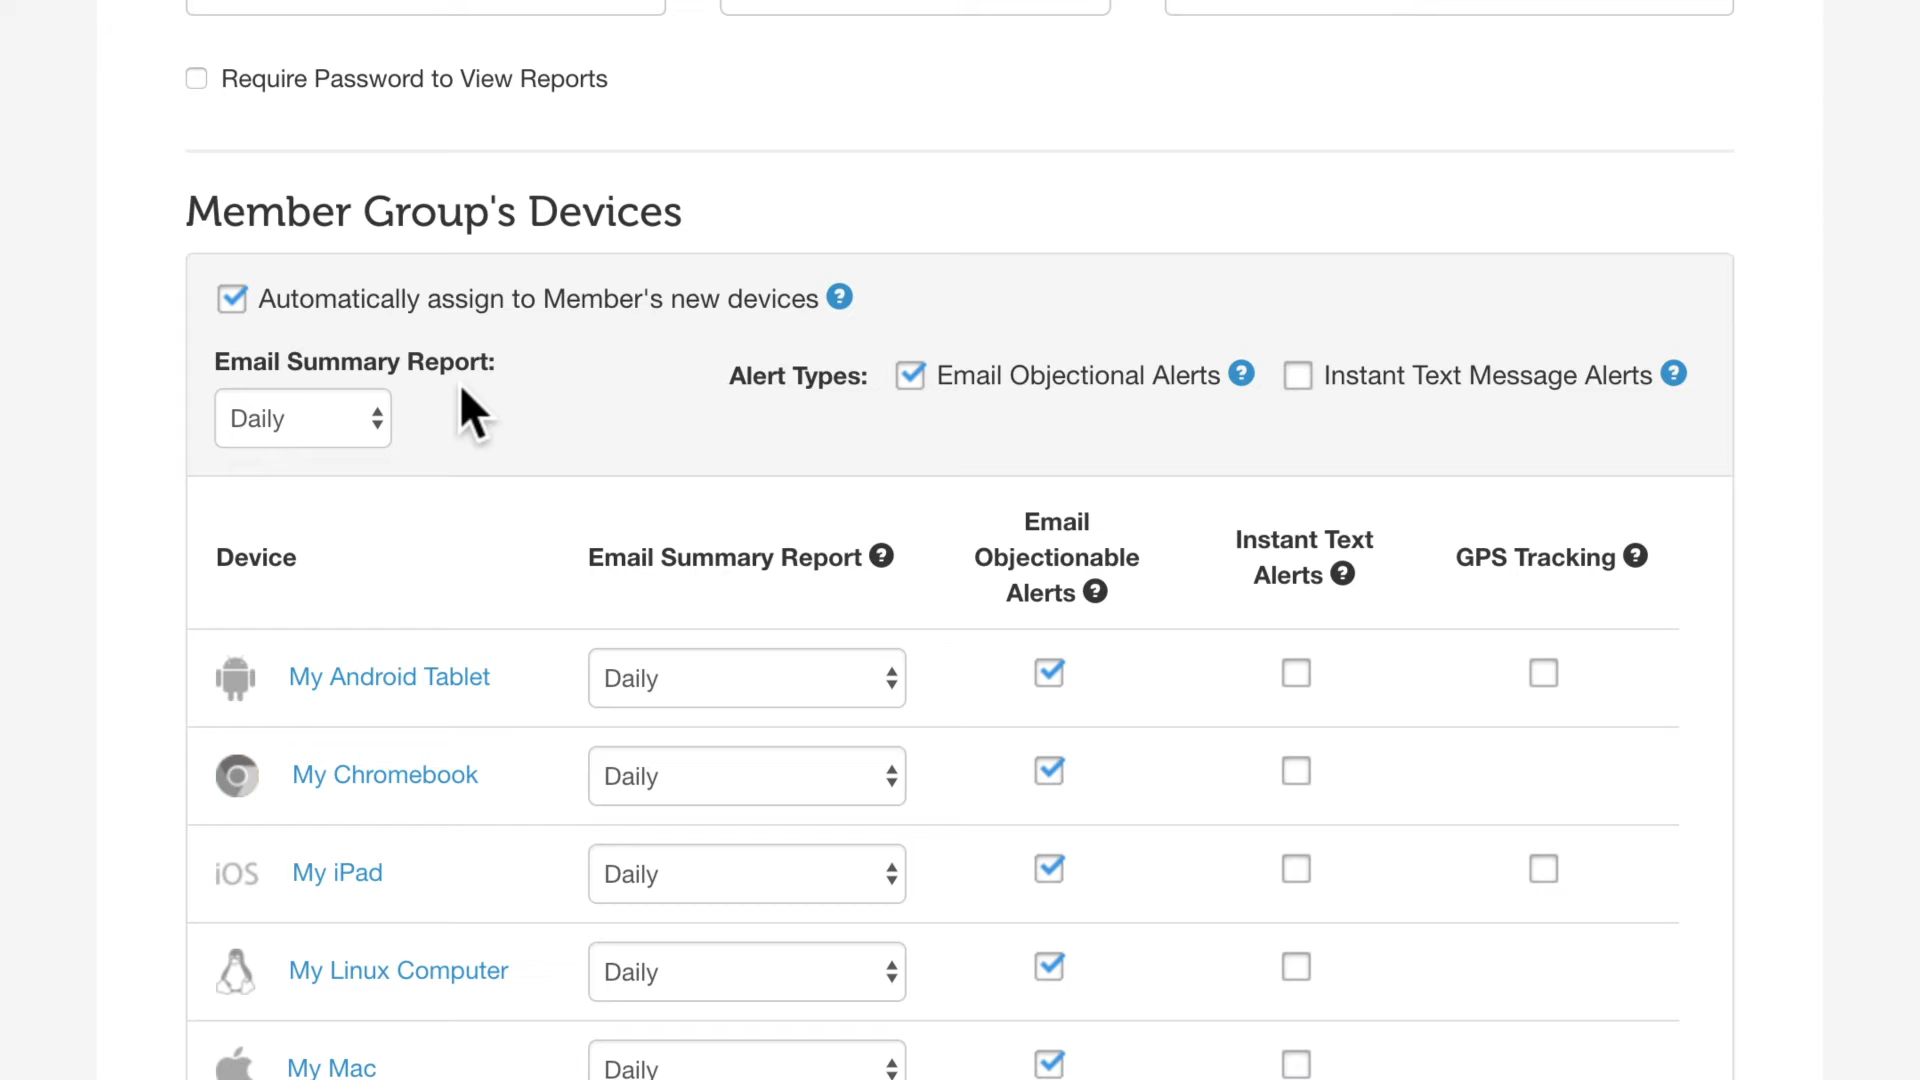 Require Password to View Reports
Member Group's Devices
Automatically assign to Member's new devices ?
Email Summary Report:
Daily
Alert Types: Email Objectional Alerts ? Instant Text Message Alerts ?
Device
Email Summary Report ?
Email
Objectionable
Alerts ?
Instant Text
Alerts ?
GPS Tracking ?
My Android Tablet Daily
My Chromebook Daily
iOS My iPad Daily
My Linux Computer Daily
My Mac Daily